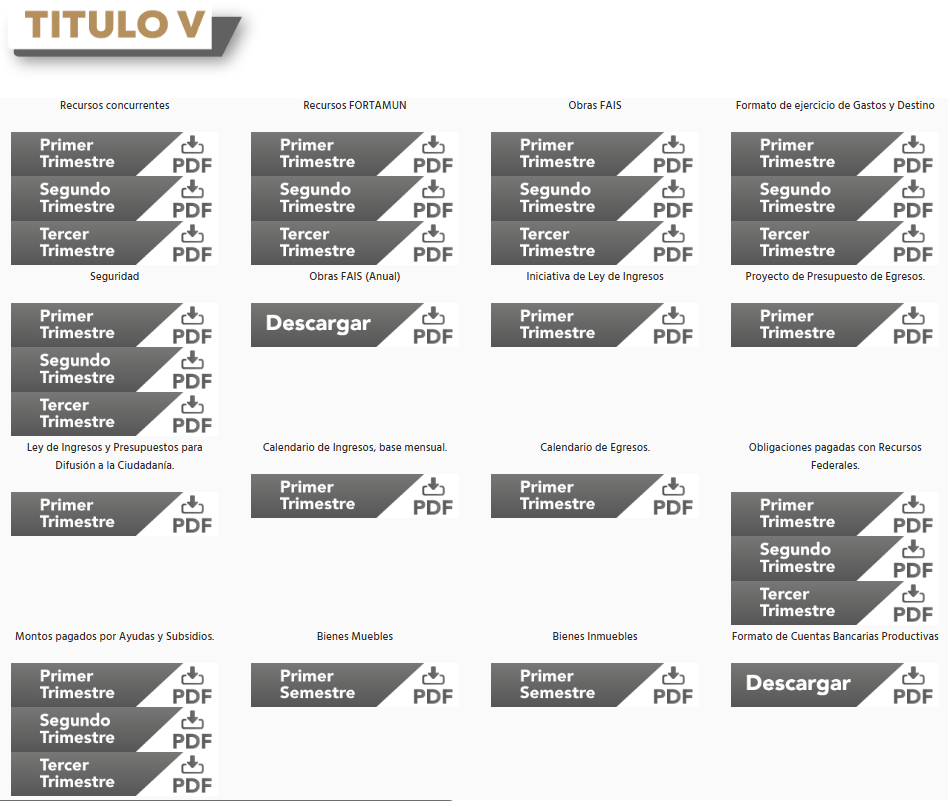 TITULO V
Recursos concurrentes
Primer
Trimestre
PDF
Segundo
Trimestre
PDF
Tercer
Trimestre
PDF
Recursos FORTAMUN
Primer
Trimestre
PDF
Segundo
Trimestre
PDF
Tercer
Trimestre
PDF
Obras FAIS
Primer
Trimestre
PDF
Segundo
Trimestre
PDF
Tercer
Trimestre
PDF
Formato de ejercicio de Gastos y Destino
Primer
Trimestre
PDF
Segundo
Trimestre
PDF
Tercer
Trimestre
PDF
Seguridad
Primer
Trimestre
PDF
Segundo
Trimestre
PDF
Tercer
Trimestre
PDF
Obras FAIS (Anual)
Descargar
PDF
Iniciativa de Ley de Ingresos
Primer
Trimestre
PDF
Proyecto de Presupuesto de Egresos.
Primer
Trimestre
PDF
Ley de Ingresos y Presupuestos para
Difusión a la Ciudadanía.
Primer
Trimestre
PDF
Calendario de Ingresos, base mensual.
Primer
Trimestre
PDF
Calendario de Egresos.
Primer
Trimestre
PDF
Obligaciones pagadas con Recursos
Federales.
Primer
Trimestre
PDF
Segundo
Trimestre
PDF
Tercer
Trimestre
PDF
Montos pagados por Ayudas y Subsidios.
Primer
Trimestre
PDF
Segundo
Trimestre
PDF
Tercer
Trimestre
PDF
Bienes Muebles
Primer
Semestre
PDF
Bienes Inmuebles
Primer
Semestre
PDF
Formato de Cuentas Bancarias Productivas
Descargar
PDF